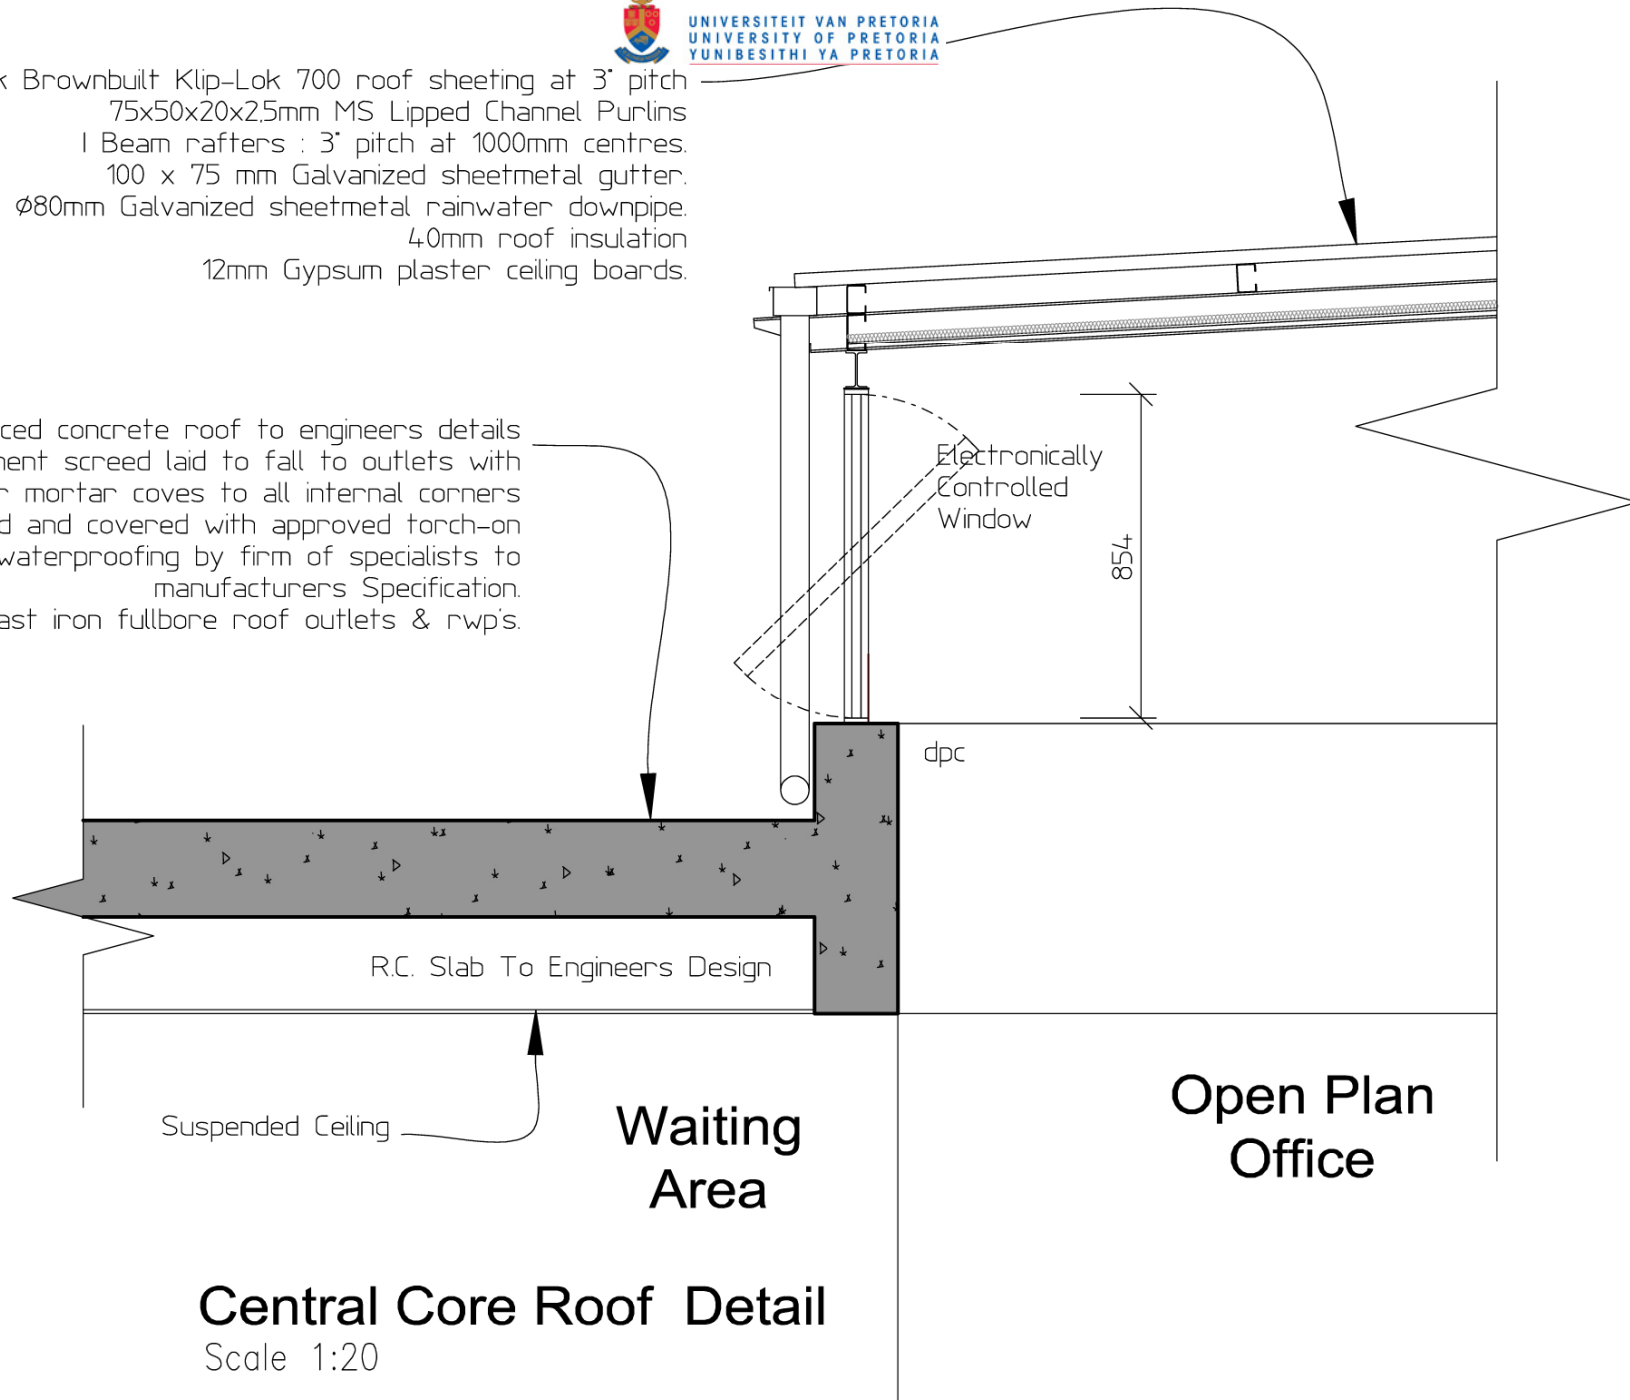 UNIVERSITEIT VAN PRETORIA
UNIVERSITY OF PRETORIA
YUNIBESITHI YA PRETORIA
Brownbuilt Klip-Lok 700 roof sheeting at 3° pitch
75x50x20x2,5mm MS Lipped Channel Purlins
I Beam rafters : 3° pitch at 1000mm centres.
100 x 75 mm Galvanized sheetmetal gutter.
Ø80mm Galvanized sheetmetal rainwater downpipe.
40mm roof insulation
12mm Gypsum plaster ceiling boards.
concrete roof to engineers details
screed laid to fall to outlets with
mortar coves to all internal corners
and covered with approved torch-on
waterproofing by firm of specialists to
manufacturers Specification.
iron fullbore roof outlets & rwp's.
Electronically
Controlled
Window
854
dpc
R.C. Slab To Engineers Design
Suspended Ceiling
Waiting
Area
Open Plan
Office
Central Core Roof Detail
Scale 1:20